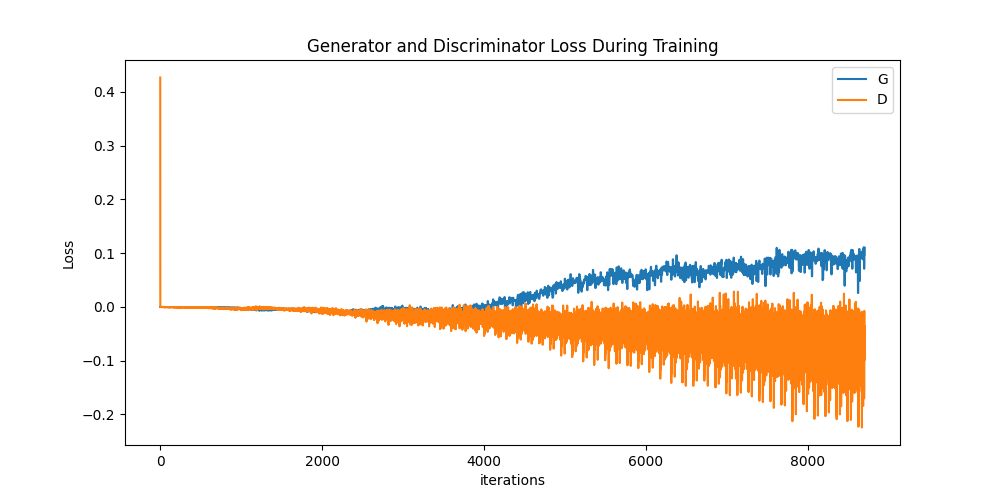 Generator and Discriminator Loss During Training
G
D
0.4
0.3
0.2
0.1
0.0
−0.1
−0.2
Loss
0 2000 4000 6000 8000
iterations